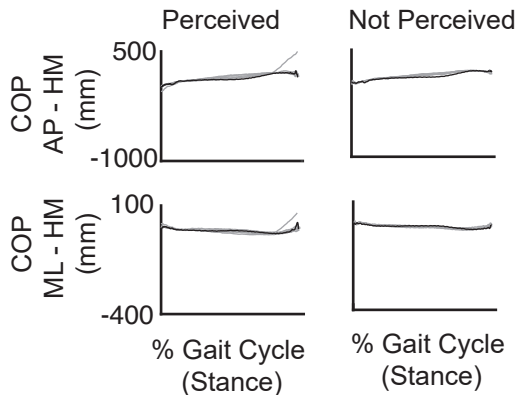 Perceived
Not Perceived
COP
AP - HM
(mm)
500
-1000
COP
ML - HM
(mm)
100
-400
% Gait Cycle
(Stance)
% Gait Cycle
(Stance)